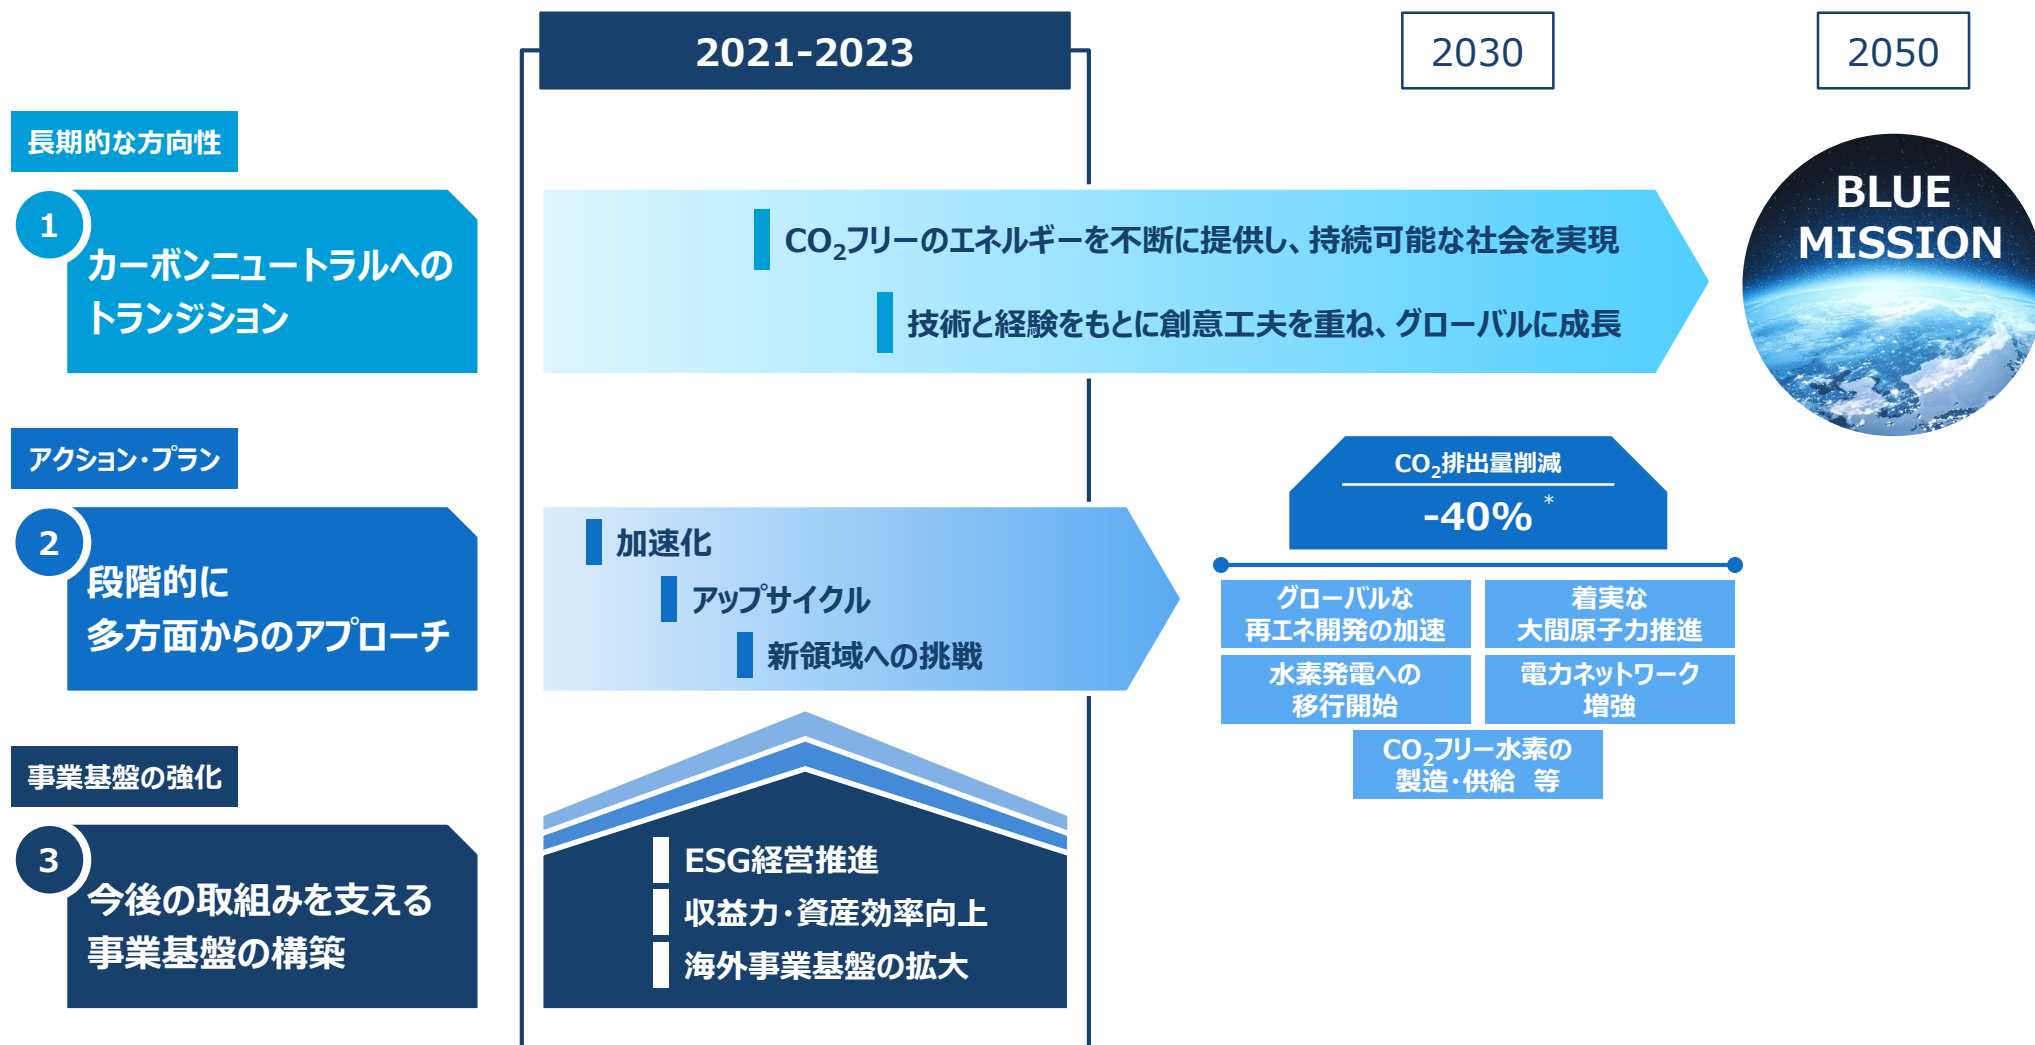 2021-2023
2030
2050
長期的な方向性
1
カーボンニュートラルへの
トランジション
CO₂フリーのエネルギーを不断に提供し、持続可能な社会を実現
技術と経験をもとに創意工夫を重ね、グローバルに成長
BLUE
MISSION
アクション・プラン
2
段階的に
多方面からのアプローチ
加速化
アップサイクル
新領域への挑戦
CO₂排出量削減
-40% *
グローバルな
再エネ開発の加速
着実な
大間原子力推進
水素発電への
移行開始
電力ネットワーク
増強
CO₂フリー水素の
製造・供給 等
事業基盤の強化
3
今後の取組みを支える
事業基盤の構築
ESG経営推進
収益力・資産効率向上
海外事業基盤の拡大